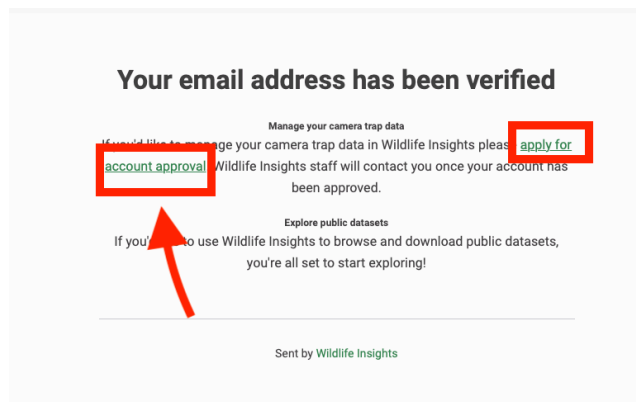 Your email address has been verified
Manage your camera trap data
If you'd like to manage your camera trap data in Wildlife Insights please apply for
account approval Wildlife Insights staff will contact you once your account has
been approved.
Explore public datasets
If you' to use Wildlife Insights to browse and download public datasets,
you're all set to start exploring!
Sent by Wildlife Insights